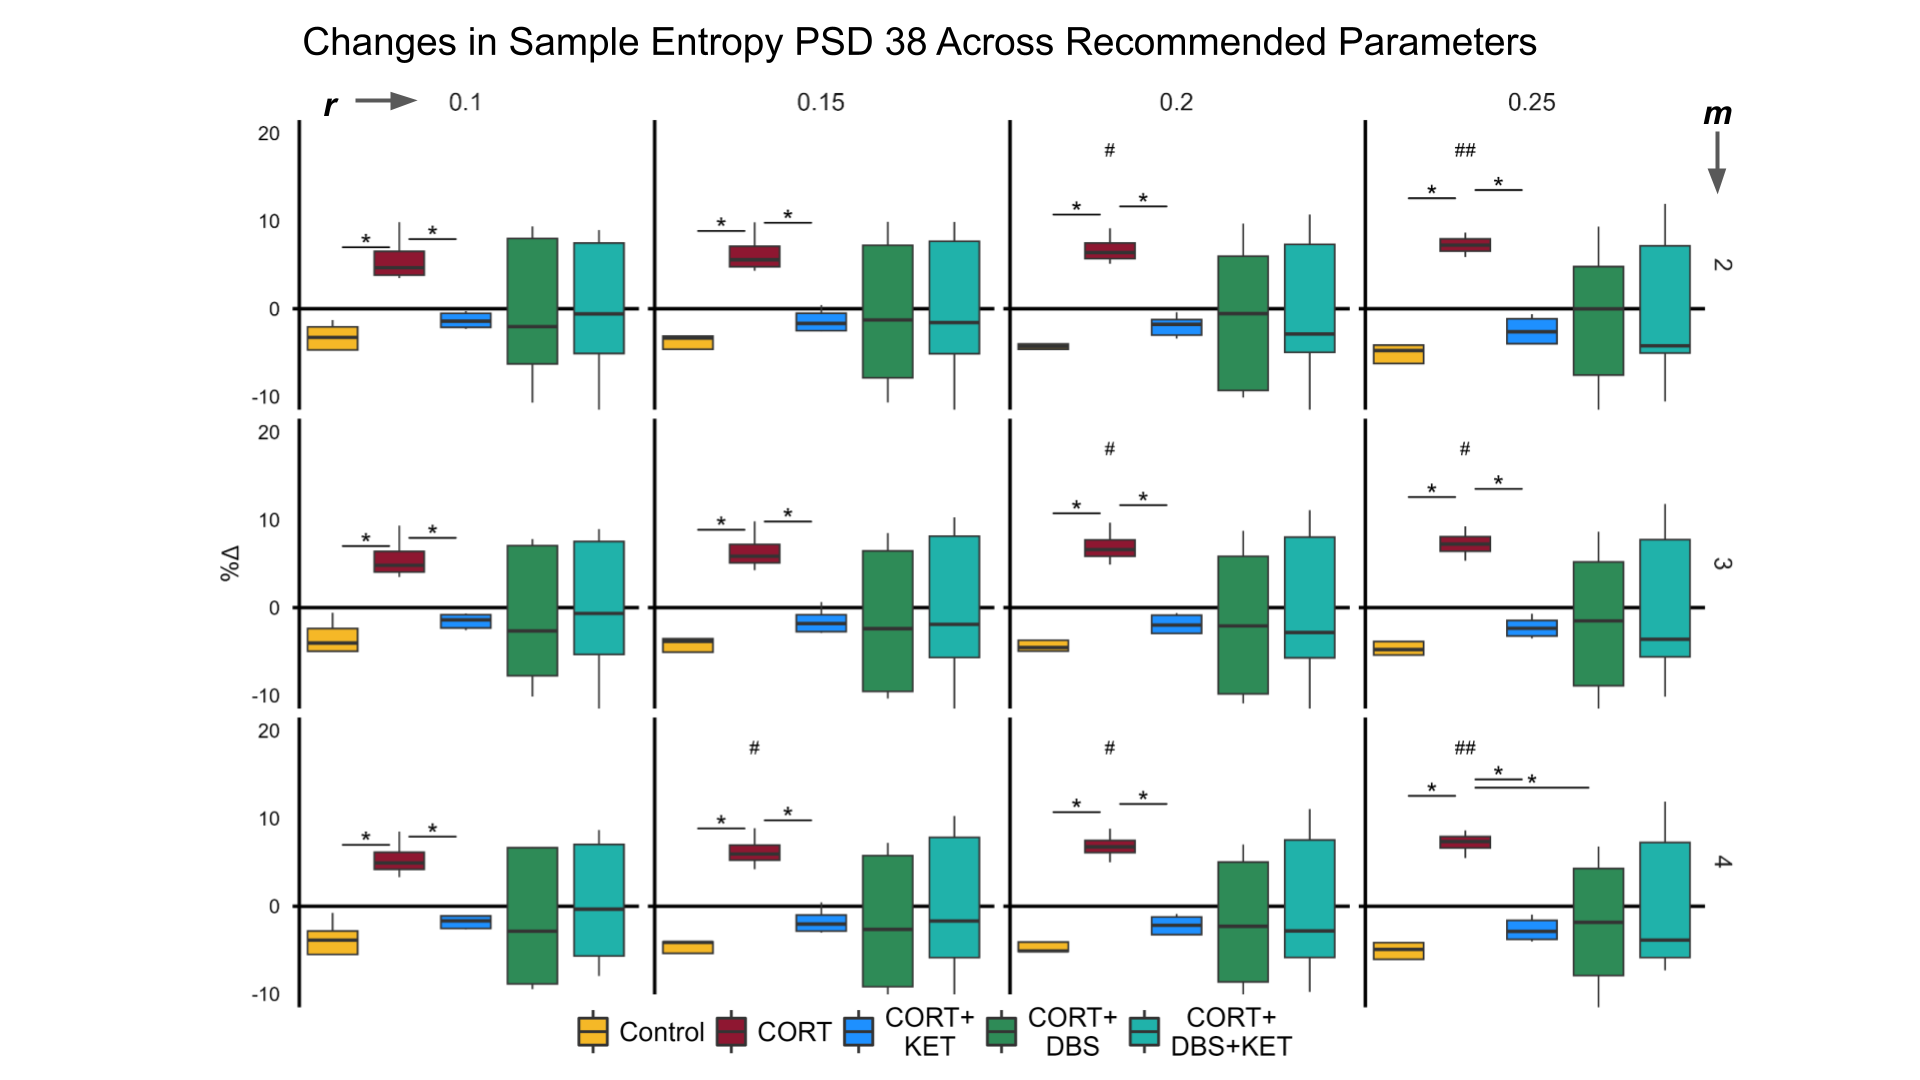 Changes in Sample Entropy PSD 38 Across Recommended Parameters
r 0.1 0.15 0.2 0.25 m
20
# ##
* * * *
10
* * * *
0
-10
2
20
# #
* * * *
10
* * * *
0
-10
3
%Δ
20
# # ##
* * * * *
10
* * * *
0
-10
4
Control CORT CORT+ KET CORT+ DBS CORT+ DBS+KET